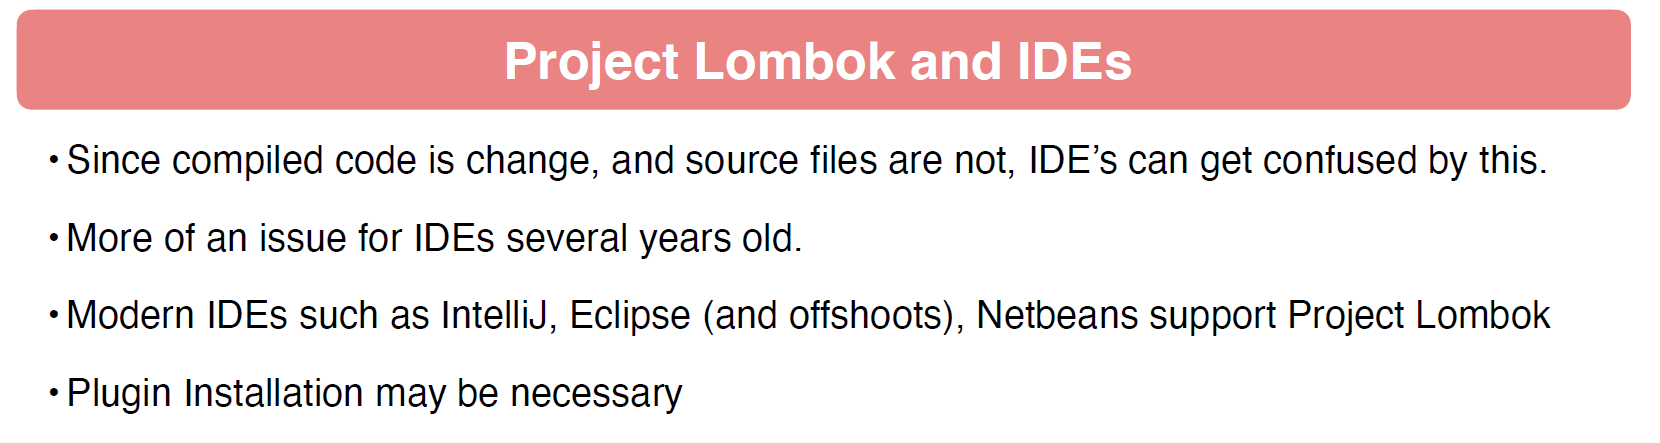 Project Lombok and IDEs
• Since compiled code is change, and source files are not, IDE’s can get confused by this.
• More of an issue for IDEs several years old.
• Modern IDEs such as IntelliJ, Eclipse (and offshoots), Netbeans support Project Lombok
• Plugin Installation may be necessary